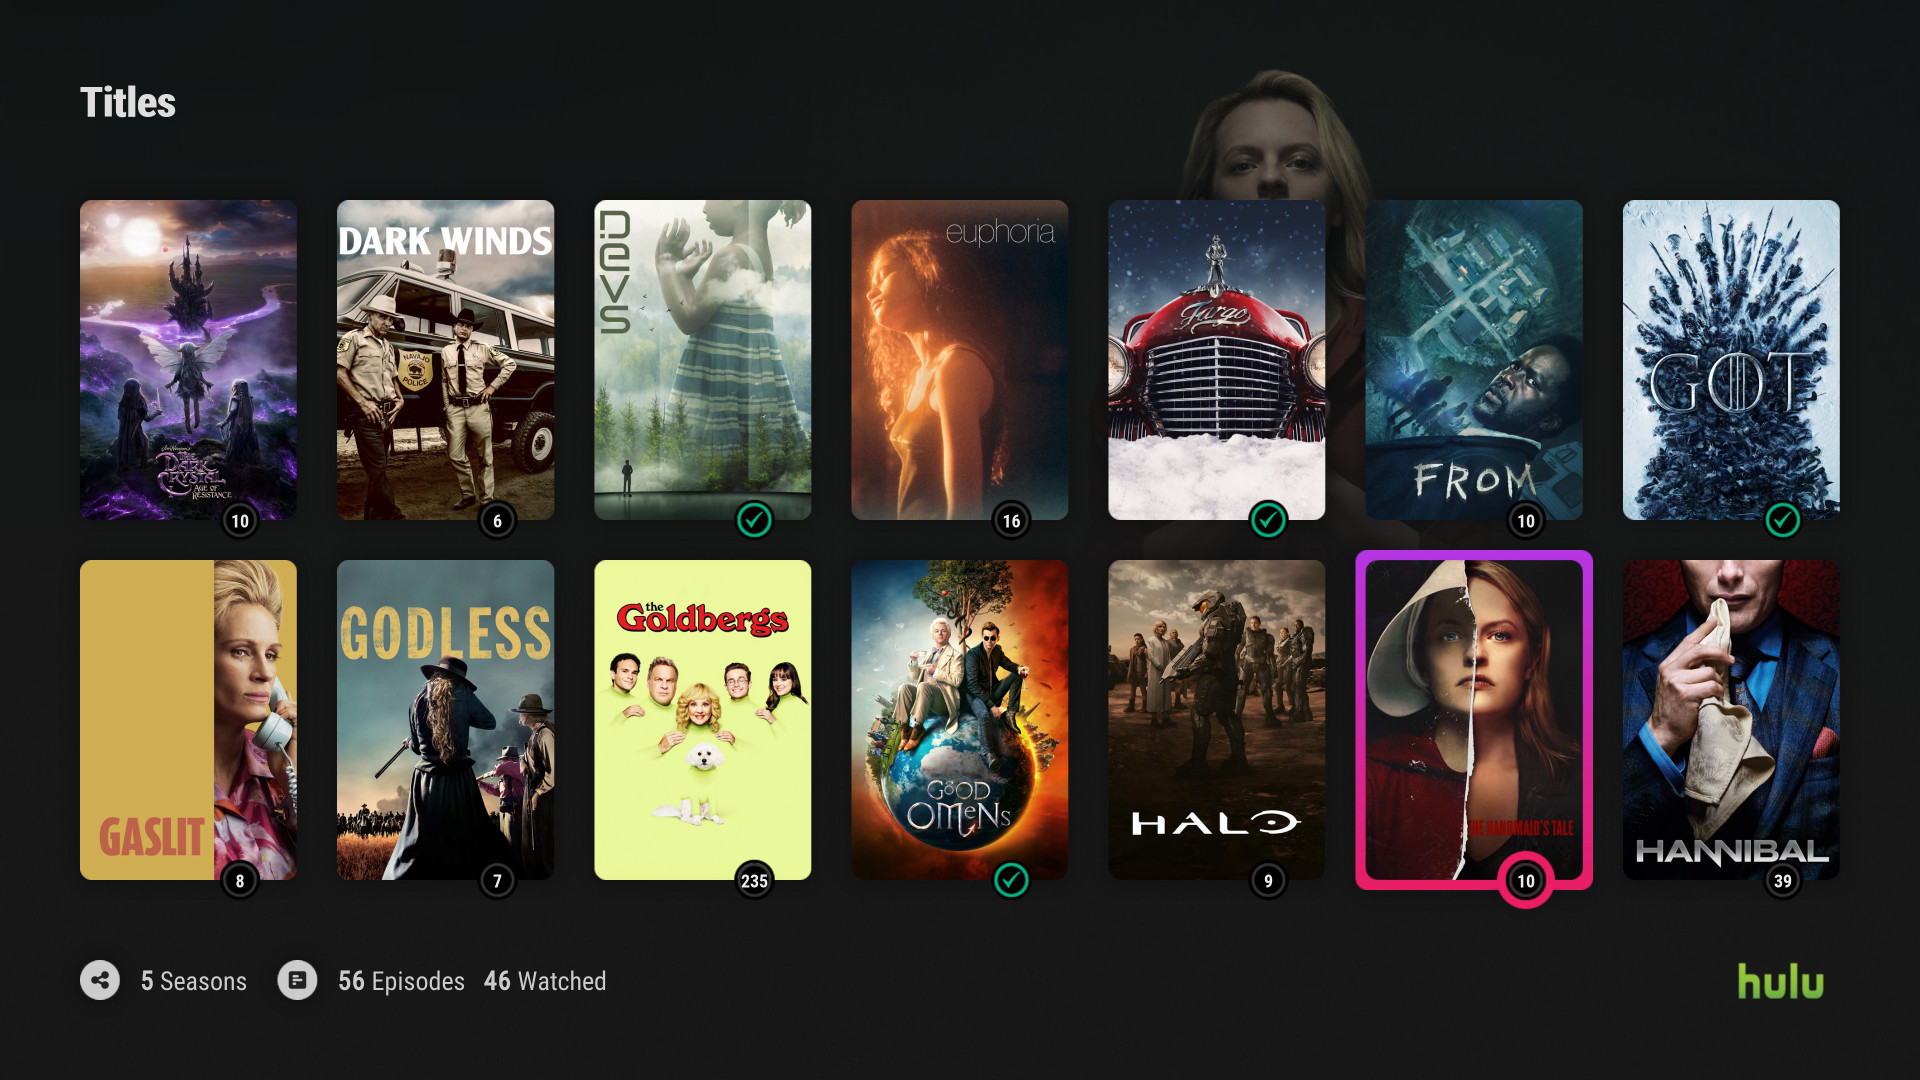 Titles
Jim Henson's
THE
DARK
CRYSTAL
AGE OF
RESISTANCE
10
DARK WINDS
NAVAJO
POLICE
6
DEVS
euphoria
16
Fargo
FROM
10
GOT
GASLIT
8
GODLESS
7
the
Goldbergs
235
GOOD
OMENS
HALO
9
THE HANDMAID'S TALE
10
HANNIBAL
39
5 Seasons
56 Episodes 46 Watched
hulu